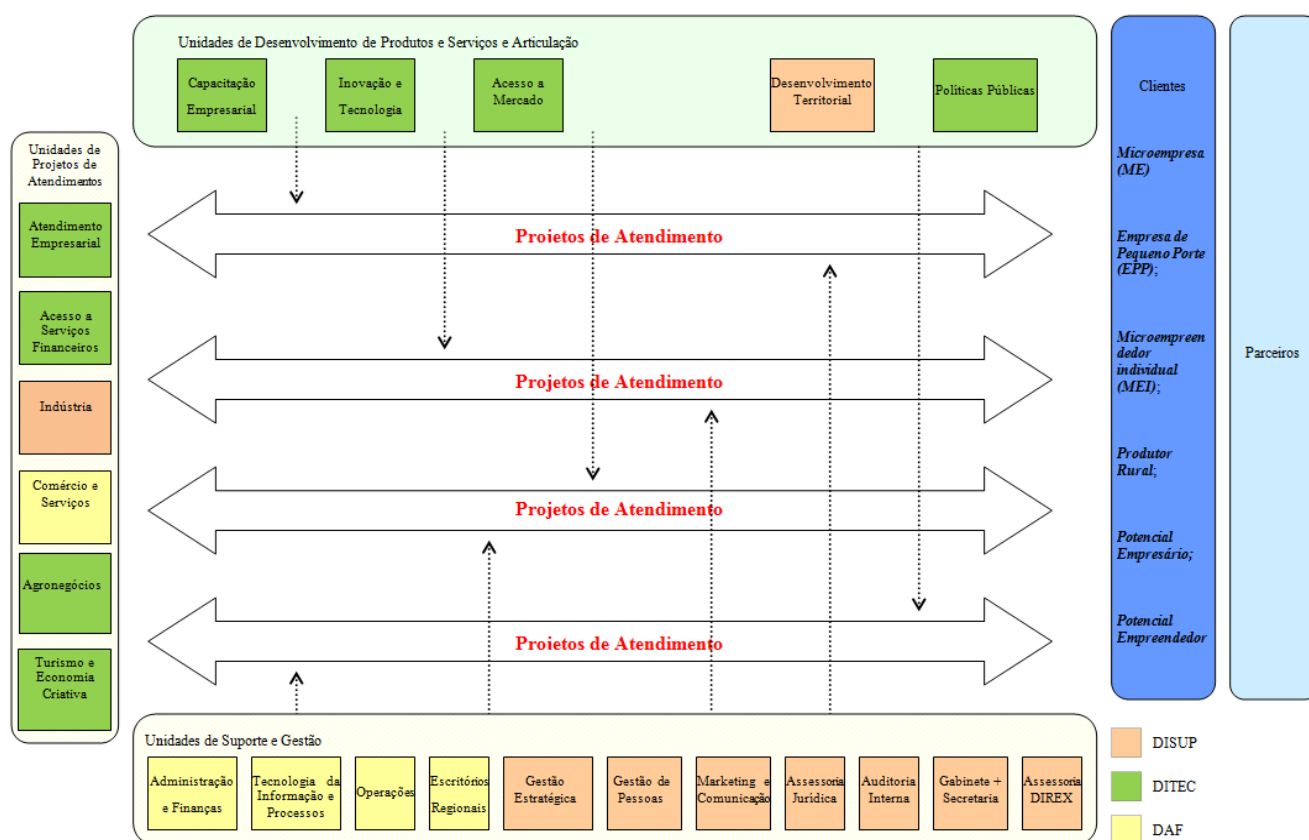 Unidades de Desenvolvimento de Produtos e Serviços e Articulação
Capacitação
Empresarial
Inovação e
Tecnologia
Acesso a
Mercado
Desenvolvimento
Territorial
Políticas Públicas
Unidades de
Projetos de
Atendimentos
Atendimento
Empresarial
Acesso a
Serviços
Financeiros
Indústria
Comércio e
Serviços
Agronegócios
Turismo e
Economia
Criativa
Projetos de Atendimento
Projetos de Atendimento
Projetos de Atendimento
Projetos de Atendimento
Clientes
Microempresa
(ME)
Empresa de
Pequeno Porte
(EPP);
Microempreen
dedor
individual
(MEI);
Produtor
Rural;
Potencial
Empresário;
Potencial
Empreendedor
Parceiros
Unidades de Suporte e Gestão
Administração
e Finanças
Tecnologia da
Informação e
Processos
Operações
Escritórios
Regionais
Gestão
Estratégica
Gestão de
Pessoas
Marketing e
Comunicação
Assessoria
Jurídica
Auditoria
Interna
Gabinete +
Secretaria
Assessoria
DIREX
DISUP
DITEC
DAF